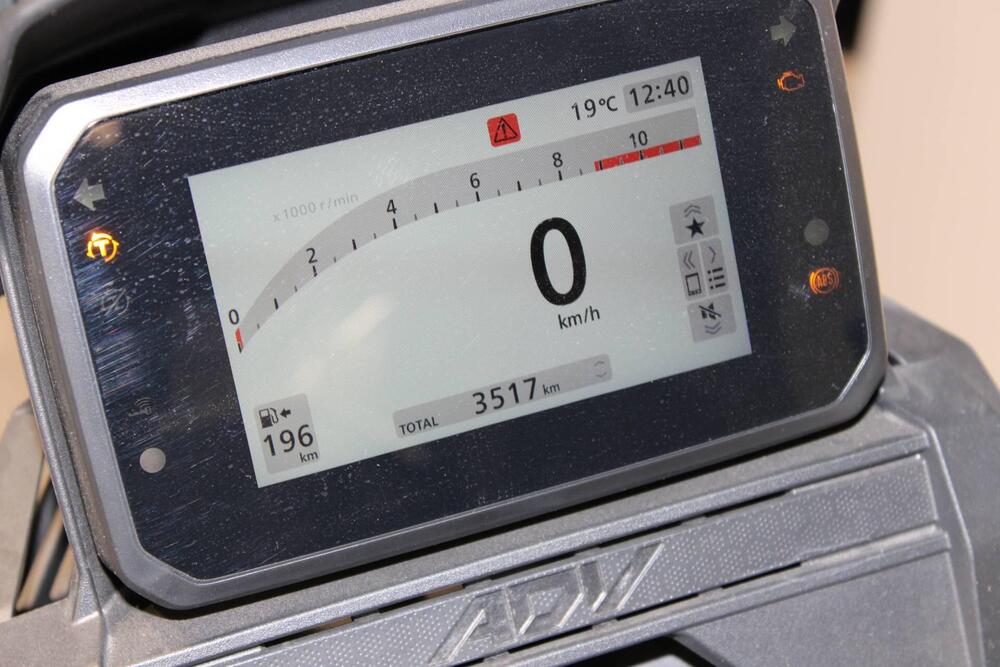 19°C 12:40
x1000 r/min
0 2 4 6 8 10
T
ABS
0
km/h
196
km
TOTAL 3517 km
ADV